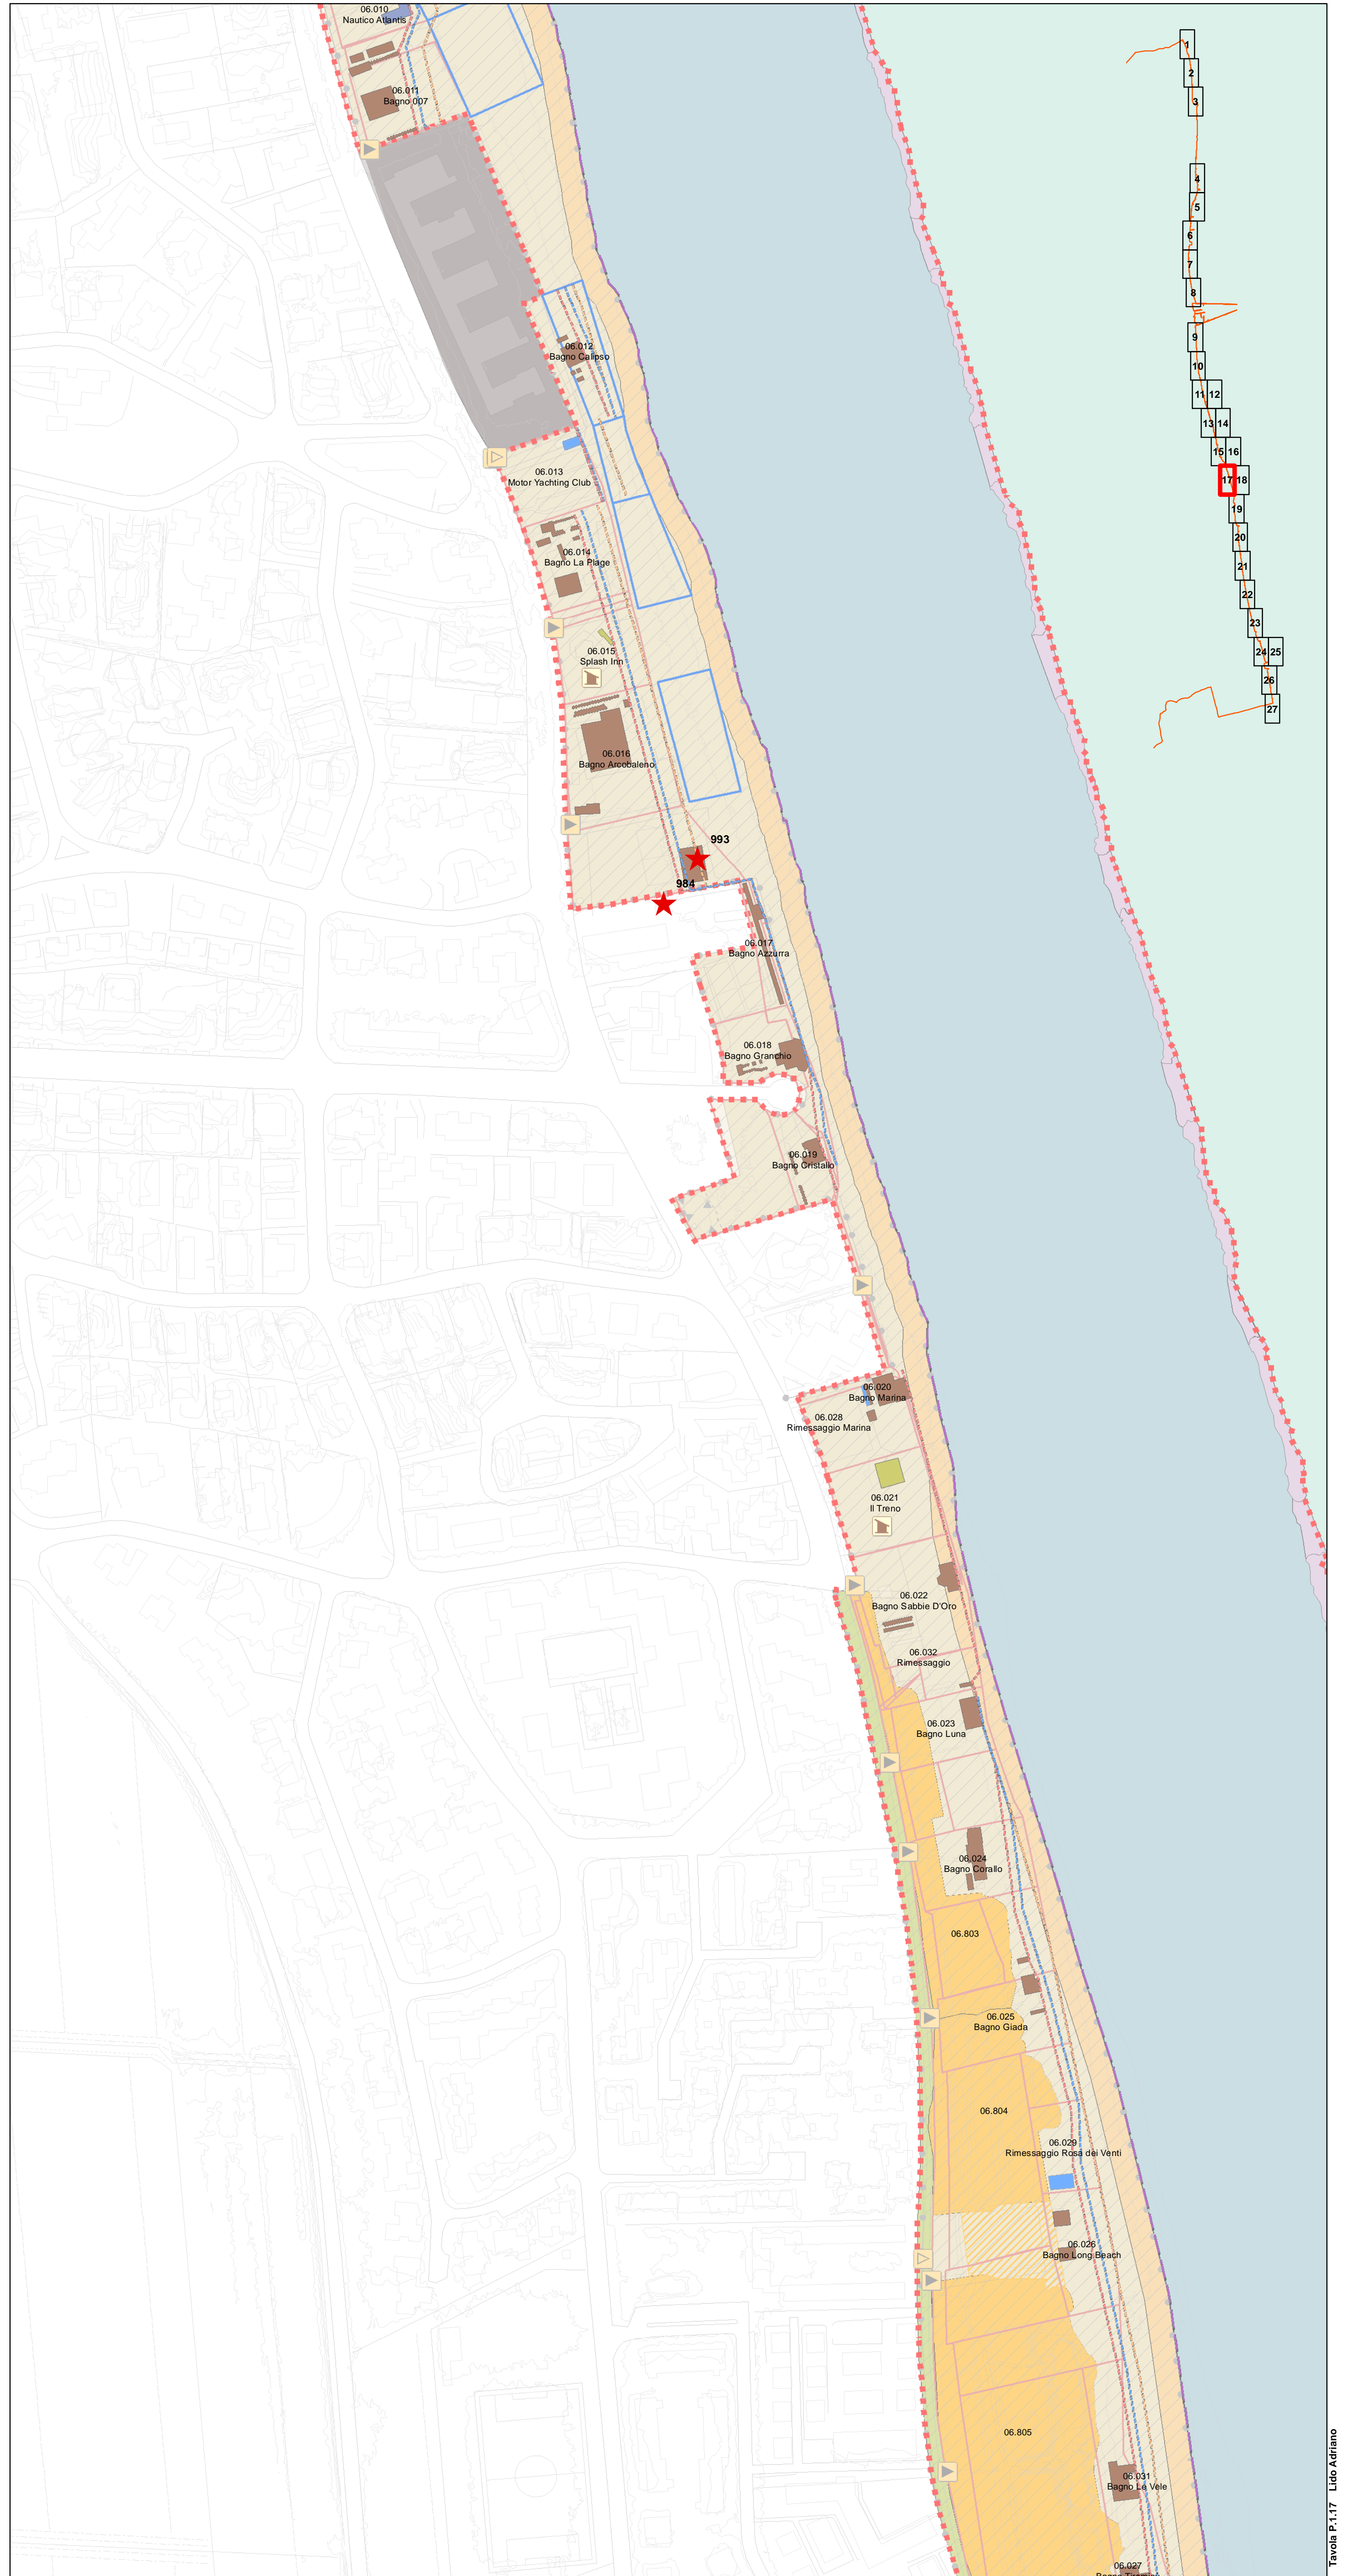 06.010
Nautico Atlantis
06.011
Bagno 007
1
2
3
4
5
6
7
8
9
10
11 12
13 14
15 16
17 18
19
20
21
22
23
24 25
26
27
06.012
Bagno Calipso
06.013
Motor Yachting Club
06.014
Bagno La Plage
06.015
Splash Inn
06.016
Bagno Arcobaleno
993
984
06.017
Bagno Azzurra
06.018
Bagno Granchio
06.019
Bagno Cristallo
06.020
Bagno Marina
06.028
Rimessaggio Marina
06.021
Il Treno
06.022
Bagno Sabbie D'Oro
06.032
Rimessaggio
06.023
Bagno Luna
06.024
Bagno Corallo
06.803
06.025
Bagno Giada
06.804
06.029
Rimessaggio Rosa dei Venti
06.026
Bagno Long Beach
06.805
06.031
Bagno Le Vele
06.027
Tavola P.1.17 Lido Adriano